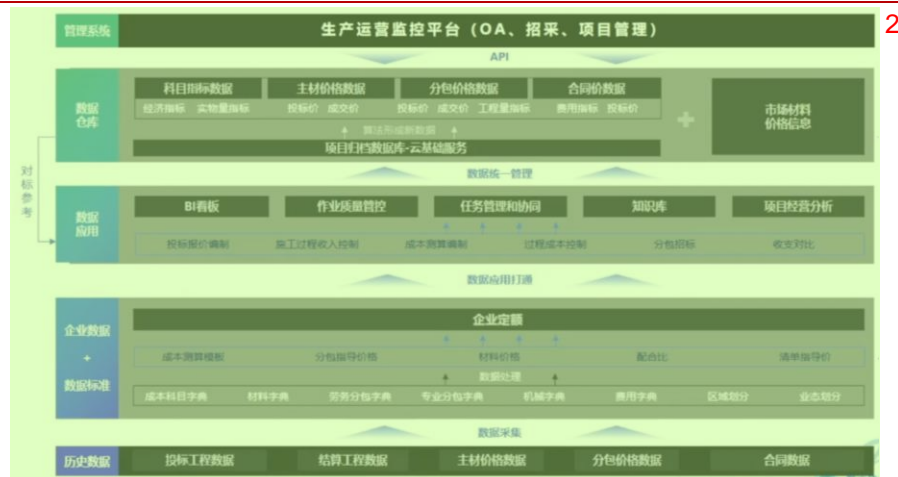 2
管理系统
生产运营监控平台（OA、招采、项目管理）
API
数据仓库
科目指标数据 主材价格数据 分包价格数据 合同价数据
经济指标 实物量指标 投标价 成交价 投标价 成交价 工程量指标 费用指标 投标价
算法形成新数据
项目归档数据库-云基础服务
+
市场材料
价格信息
数据统一管理
对标参考
数据应用
BI看板 作业质量管控 任务管理和协同 知识库 项目经营分析
投标报价编制 施工过程收入控制 成本测算编制 过程成本控制 分包招标 收支对比
数据应用打通
企业数据
+
数据标准
企业定额
成本测算模板 分包指导价格 材料价格 配合比 清单指导价
数据处理
成本科目字典 材料字典 劳务分包字典 专业分包字典 机械字典 费用字典 区域划分 业态划分
数据采集
历史数据
投标工程数据 结算工程数据 主材价格数据 分包价格数据 合同数据